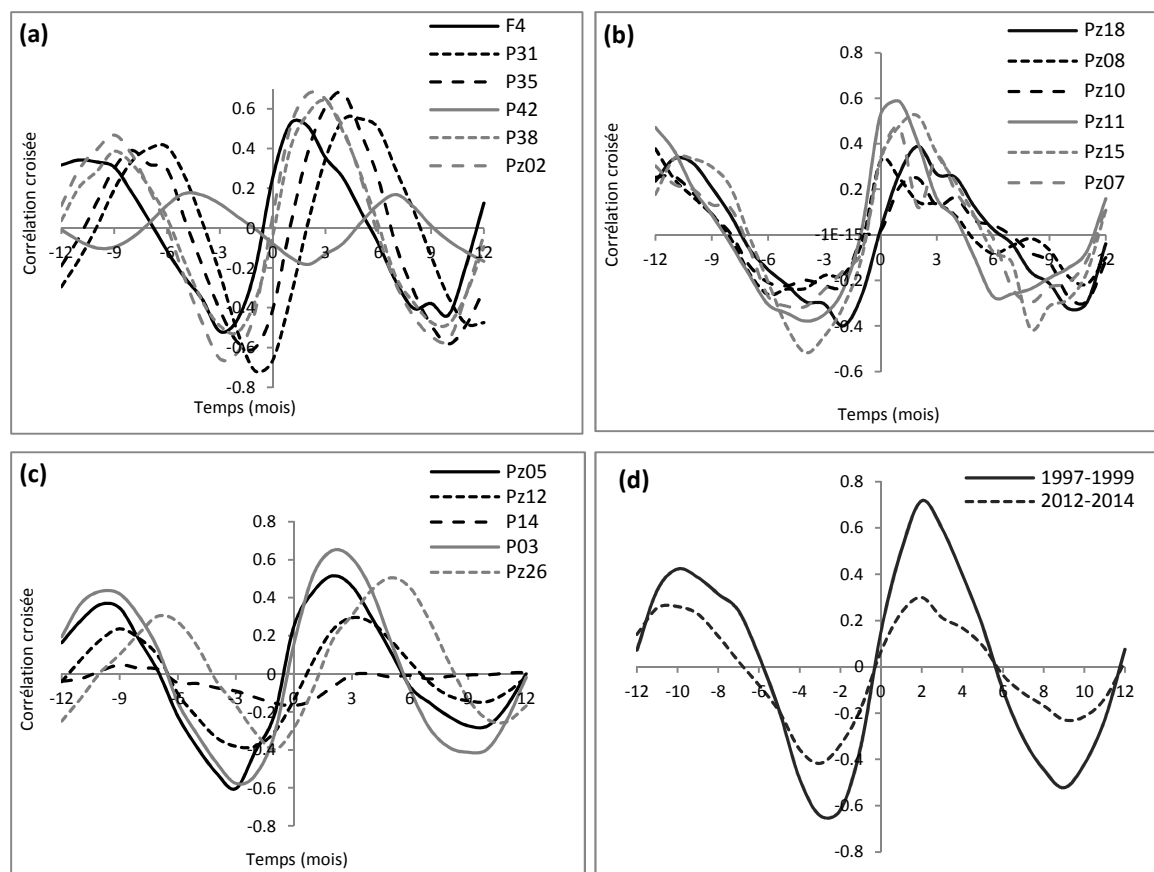 (a)
F4
P31
P35
P42
P38
Pz02
Corrélation croisée
0.6
0.4
0.2
0
-0.2
-0.4
-0.6
-0.8
-12 -9 -6 -3 0 3 6 9 12
Temps (mois)
(b)
Pz18
Pz08
Pz10
Pz11
Pz15
Pz07
Corrélation croisée
0.8
0.6
0.4
0.2
-1E-15
-0.2
-0.4
-0.6
-12 -9 -6 -3 0 3 6 9 12
Temps (mois)
(c)
Pz05
Pz12
P14
P03
Pz26
Corrélation croisée
0.8
0.6
0.4
0.2
0
-0.2
-0.4
-0.6
-0.8
-12 -9 -6 -3 0 3 6 9 12
Temps (mois)
(d)
1997-1999
2012-2014
0.8
0.6
0.4
0.2
0
-0.2
-0.4
-0.6
-0.8
-12 -10 -8 -6 -4 -2 0 2 4 6 8 10 12